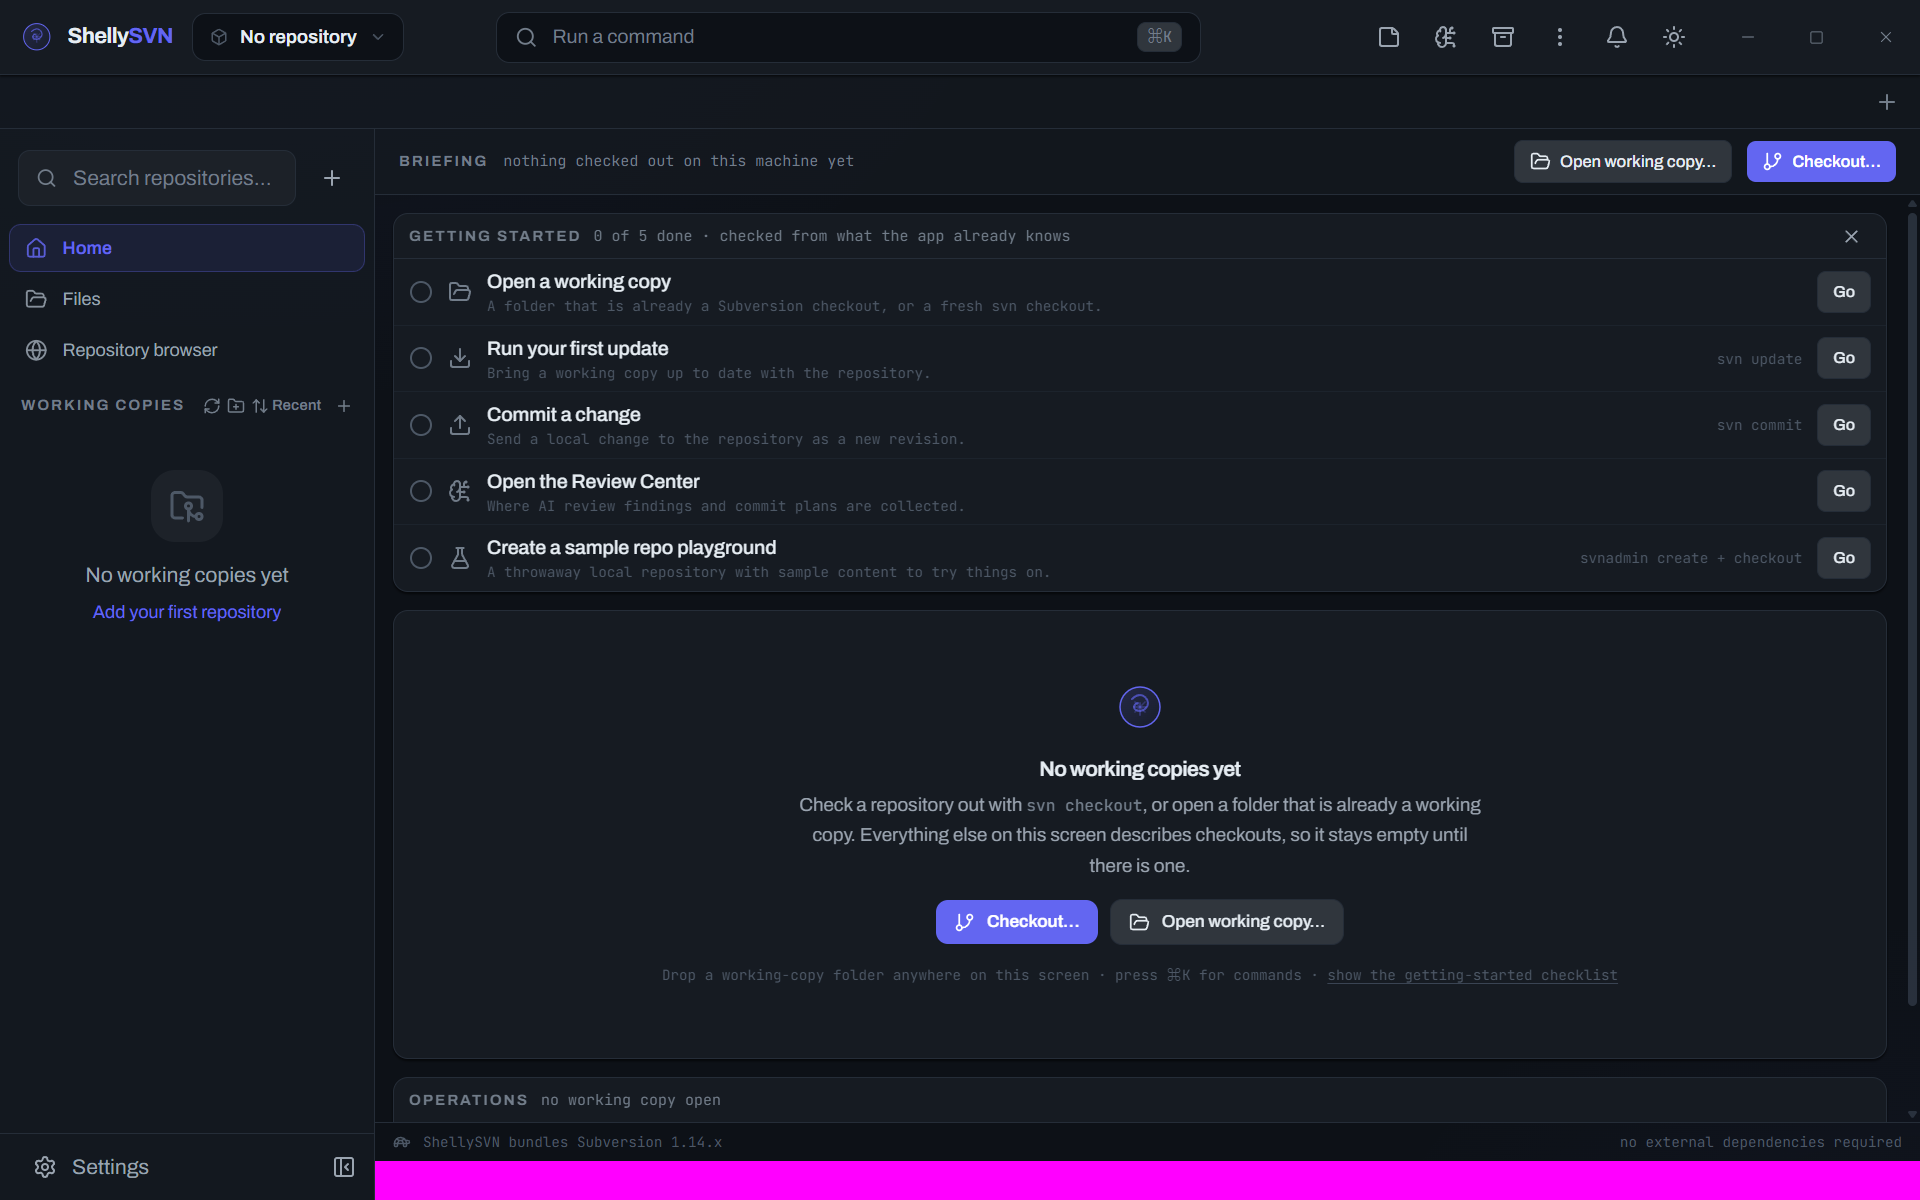 ShellySVN
No repository
Run a command
⌘K
Search repositories...
Home
Files
Repository browser
WORKING COPIES
Recent
No working copies yet
Add your first repository
Settings
BRIEFING nothing checked out on this machine yet
Open working copy...
Checkout...
GETTING STARTED 0 of 5 done · checked from what the app already knows
Open a working copy
A folder that is already a Subversion checkout, or a fresh svn checkout.
Go
Run your first update
Bring a working copy up to date with the repository.
svn update
Go
Commit a change
Send a local change to the repository as a new revision.
svn commit
Go
Open the Review Center
Where AI review findings and commit plans are collected.
Go
Create a sample repo playground
A throwaway local repository with sample content to try things on.
svnadmin create + checkout
Go
No working copies yet
Check a repository out with svn checkout, or open a folder that is already a working
copy. Everything else on this screen describes checkouts, so it stays empty until
there is one.
Checkout...
Open working copy...
Drop a working-copy folder anywhere on this screen · press ⌘K for commands · show the getting-started checklist
OPERATIONS no working copy open
ShellySVN bundles Subversion 1.14.x
no external dependencies required